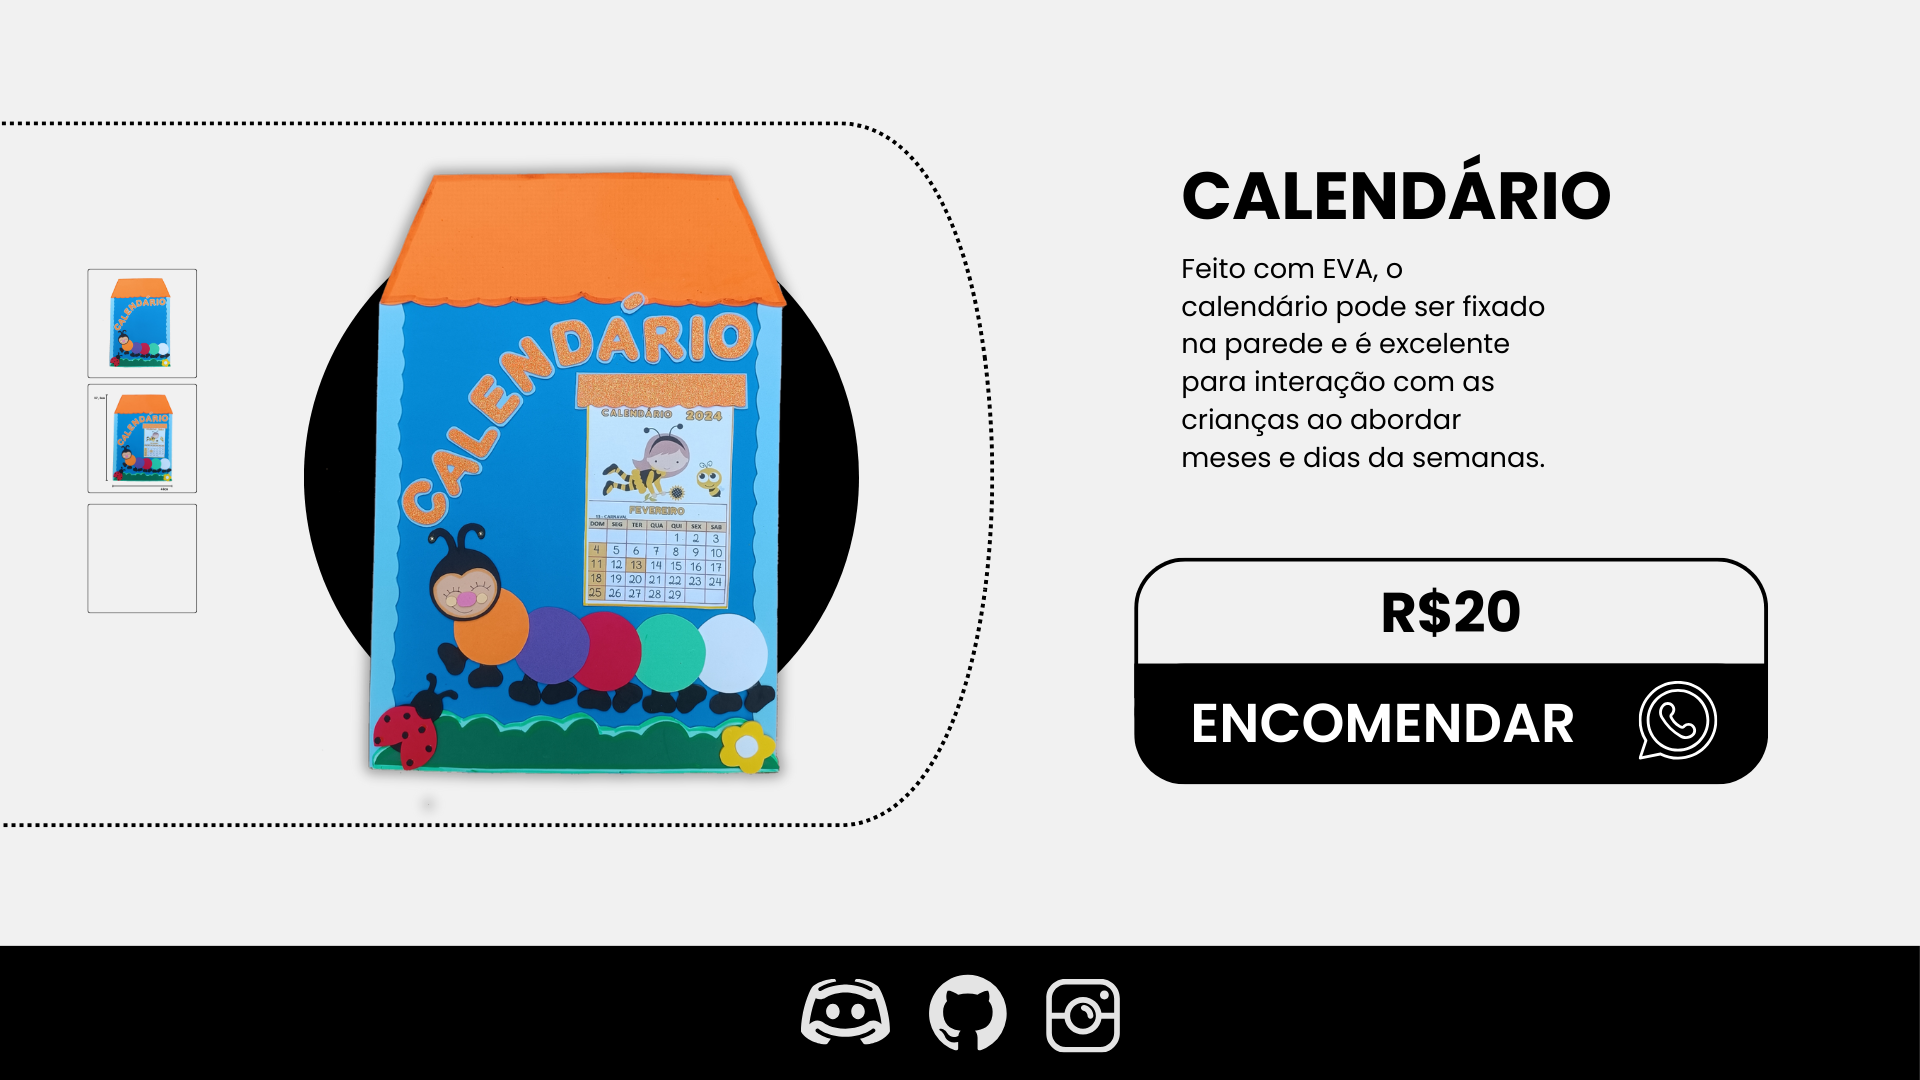 CALENDÁRIO
CALENDÁRIO 2024
FEVEREIRO
13 - CARNAVAL
DOM SEG TER QUA QUI SEX SAB
1 2 3
4 5 6 7 8 9 10
11 12 13 14 15 16 17
18 19 20 21 22 23 24
25 26 27 28 29
CALENDÁRIO
CALENDÁRIO
CALENDÁRIO
Feito com EVA, o
calendário pode ser fixado
na parede e é excelente
para interação com as
crianças ao abordar
meses e dias da semanas.
R$20
ENCOMENDAR